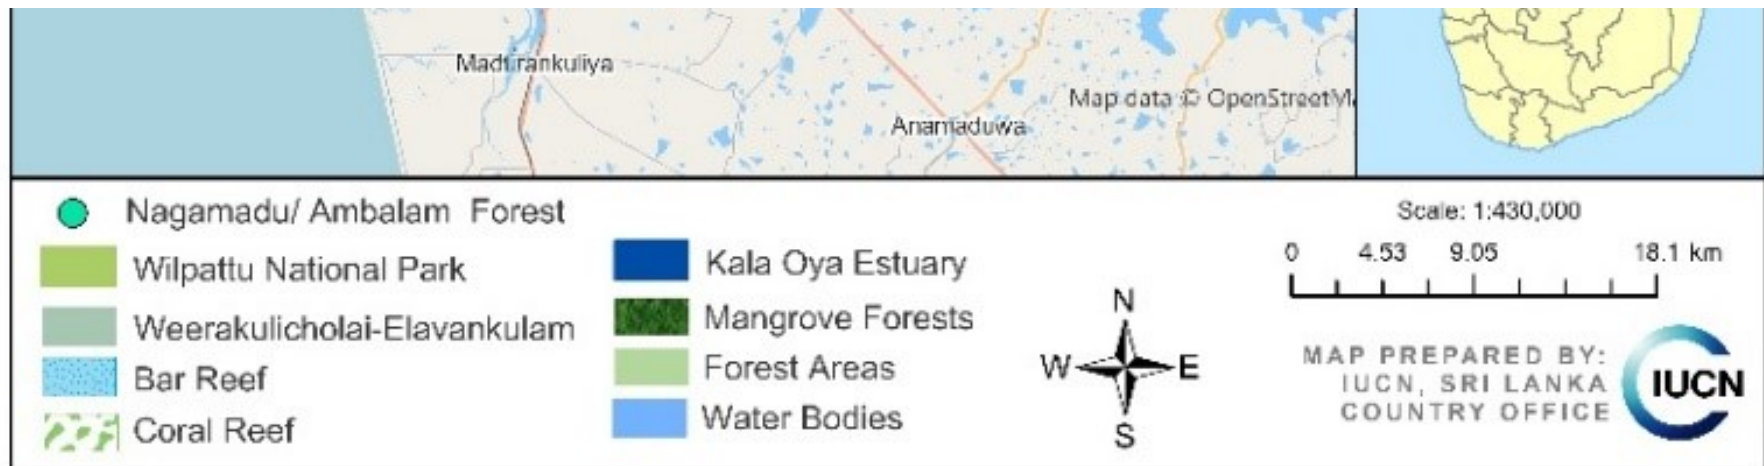 Madurankuliya
Map data © OpenStreetMa
Anamaduwa
Nagamadu/ Ambalam Forest
Wilpattu National Park
Weerakulicholai-Elavankulam
Bar Reef
Coral Reef
Kala Oya Estuary
Mangrove Forests
Forest Areas
Water Bodies
N
W E
S
Scale: 1:430,000
0 4.53 9.05 18.1 km
MAP PREPARED BY:
IUCN, SRI LANKA
COUNTRY OFFICE
IUCN